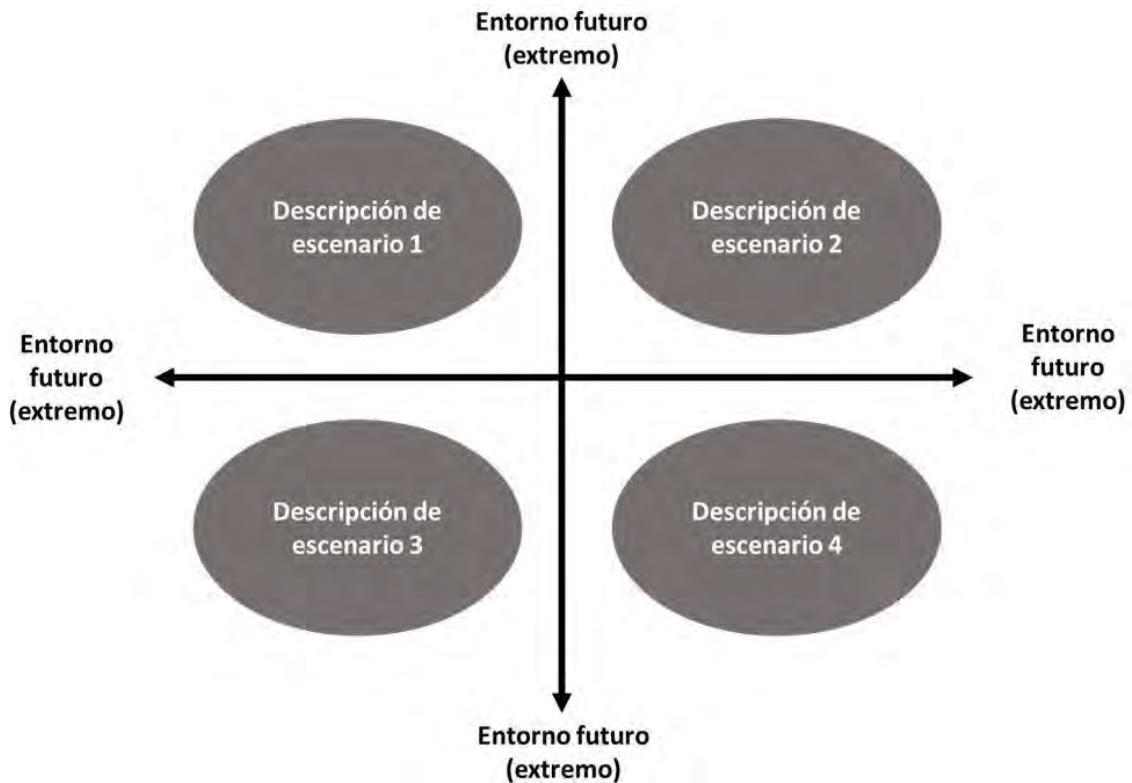 Entorno futuro
(extremo)
Descripción de
escenario 1
Descripción de
escenario 2
Entorno
futuro
(extremo)
Entorno
futuro
(extremo)
Descripción de
escenario 3
Descripción de
escenario 4
Entorno futuro
(extremo)